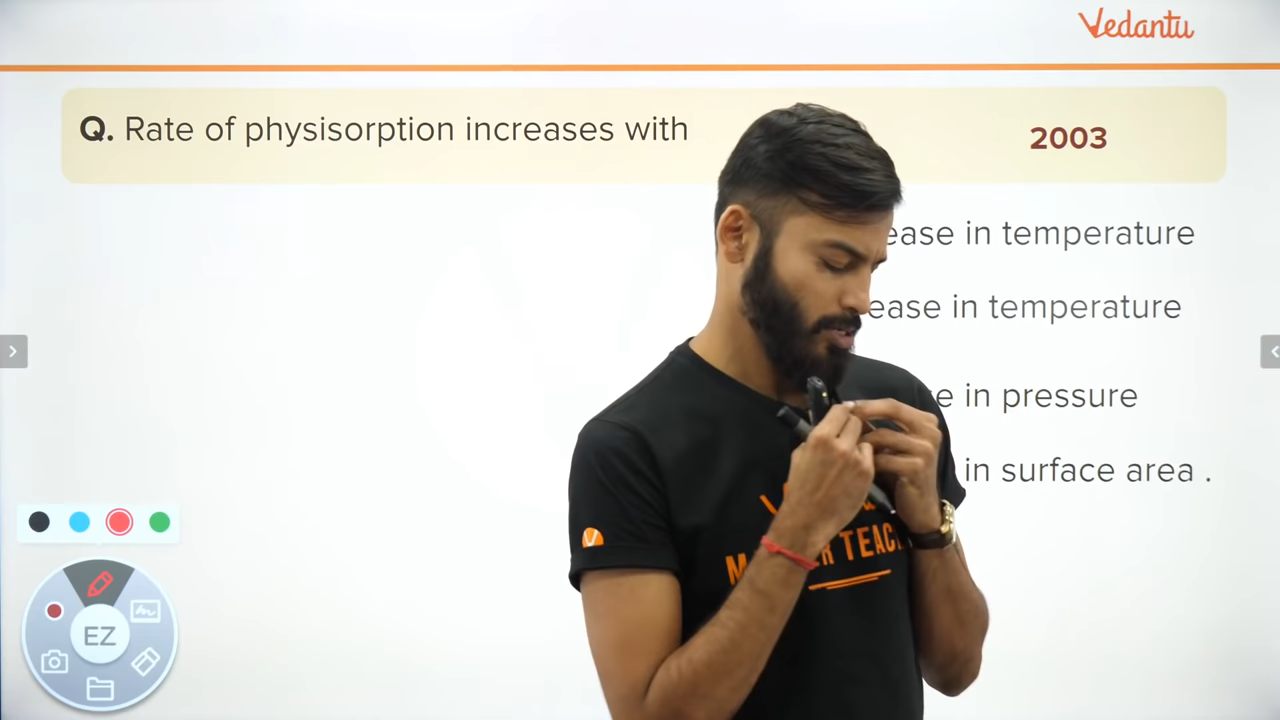 Vedantu
Q. Rate of physisorption increases with
2003
ease in temperature
ease in temperature
e in pressure
in surface area .
TEAC
EZ